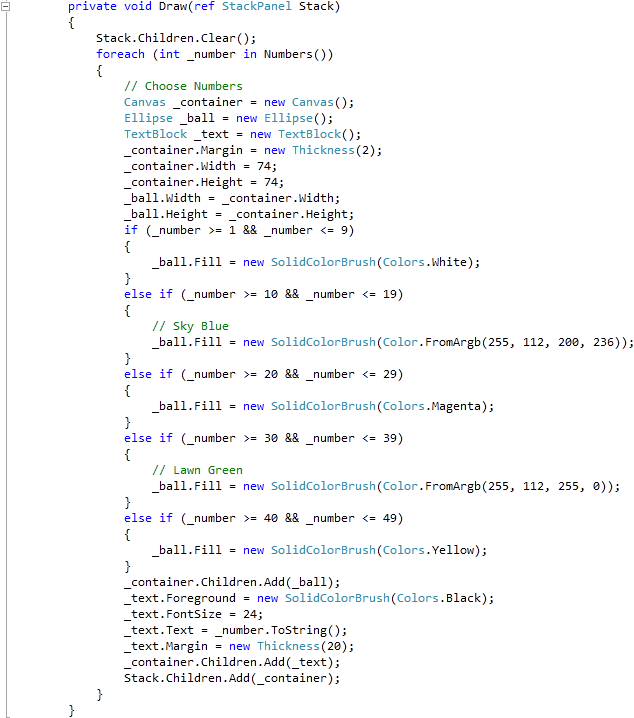 private void Draw(ref StackPanel Stack)
{
    Stack.Children.Clear();
    foreach (int _number in Numbers())
    {
        // Choose Numbers
        Canvas _container = new Canvas();
        Ellipse _ball = new Ellipse();
        TextBlock _text = new TextBlock();
        _container.Margin = new Thickness(2);
        _container.Width = 74;
        _container.Height = 74;
        _ball.Width = _container.Width;
        _ball.Height = _container.Height;
        if (_number >= 1 && _number <= 9)
        {
            _ball.Fill = new SolidColorBrush(Colors.White);
        }
        else if (_number >= 10 && _number <= 19)
        {
            // Sky Blue
            _ball.Fill = new SolidColorBrush(Color.FromArgb(255, 112, 200, 236));
        }
        else if (_number >= 20 && _number <= 29)
        {
            _ball.Fill = new SolidColorBrush(Colors.Magenta);
        }
        else if (_number >= 30 && _number <= 39)
        {
            // Lawn Green
            _ball.Fill = new SolidColorBrush(Color.FromArgb(255, 112, 255, 0));
        }
        else if (_number >= 40 && _number <= 49)
        {
            _ball.Fill = new SolidColorBrush(Colors.Yellow);
        }
        _container.Children.Add(_ball);
        _text.Foreground = new SolidColorBrush(Colors.Black);
        _text.FontSize = 24;
        _text.Text = _number.ToString();
        _text.Margin = new Thickness(20);
        _container.Children.Add(_text);
        Stack.Children.Add(_container);
    }
}